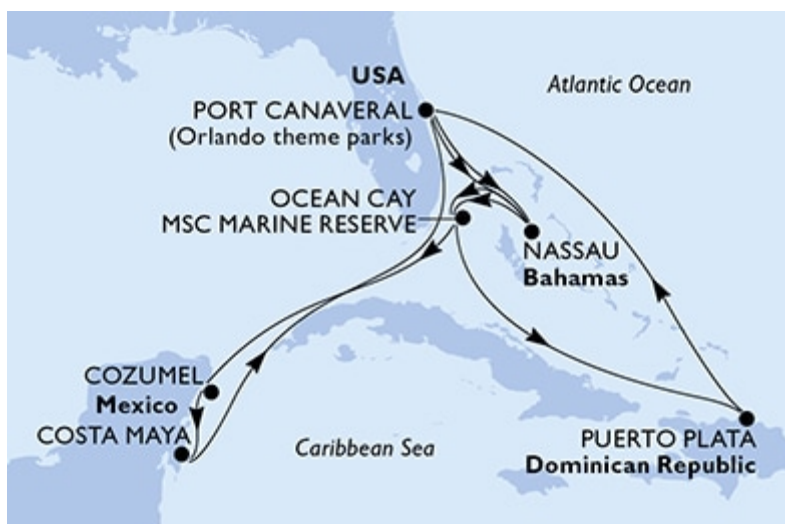 USA
Atlantic Ocean
PORT CANAVERAL
(Orlando theme parks)
OCEAN CAY
MSC MARINE RESERVE
NASSAU
Bahamas
COZUMEL
Mexico
COSTA MAYA
Caribbean Sea
PUERTO PLATA
Dominican Republic